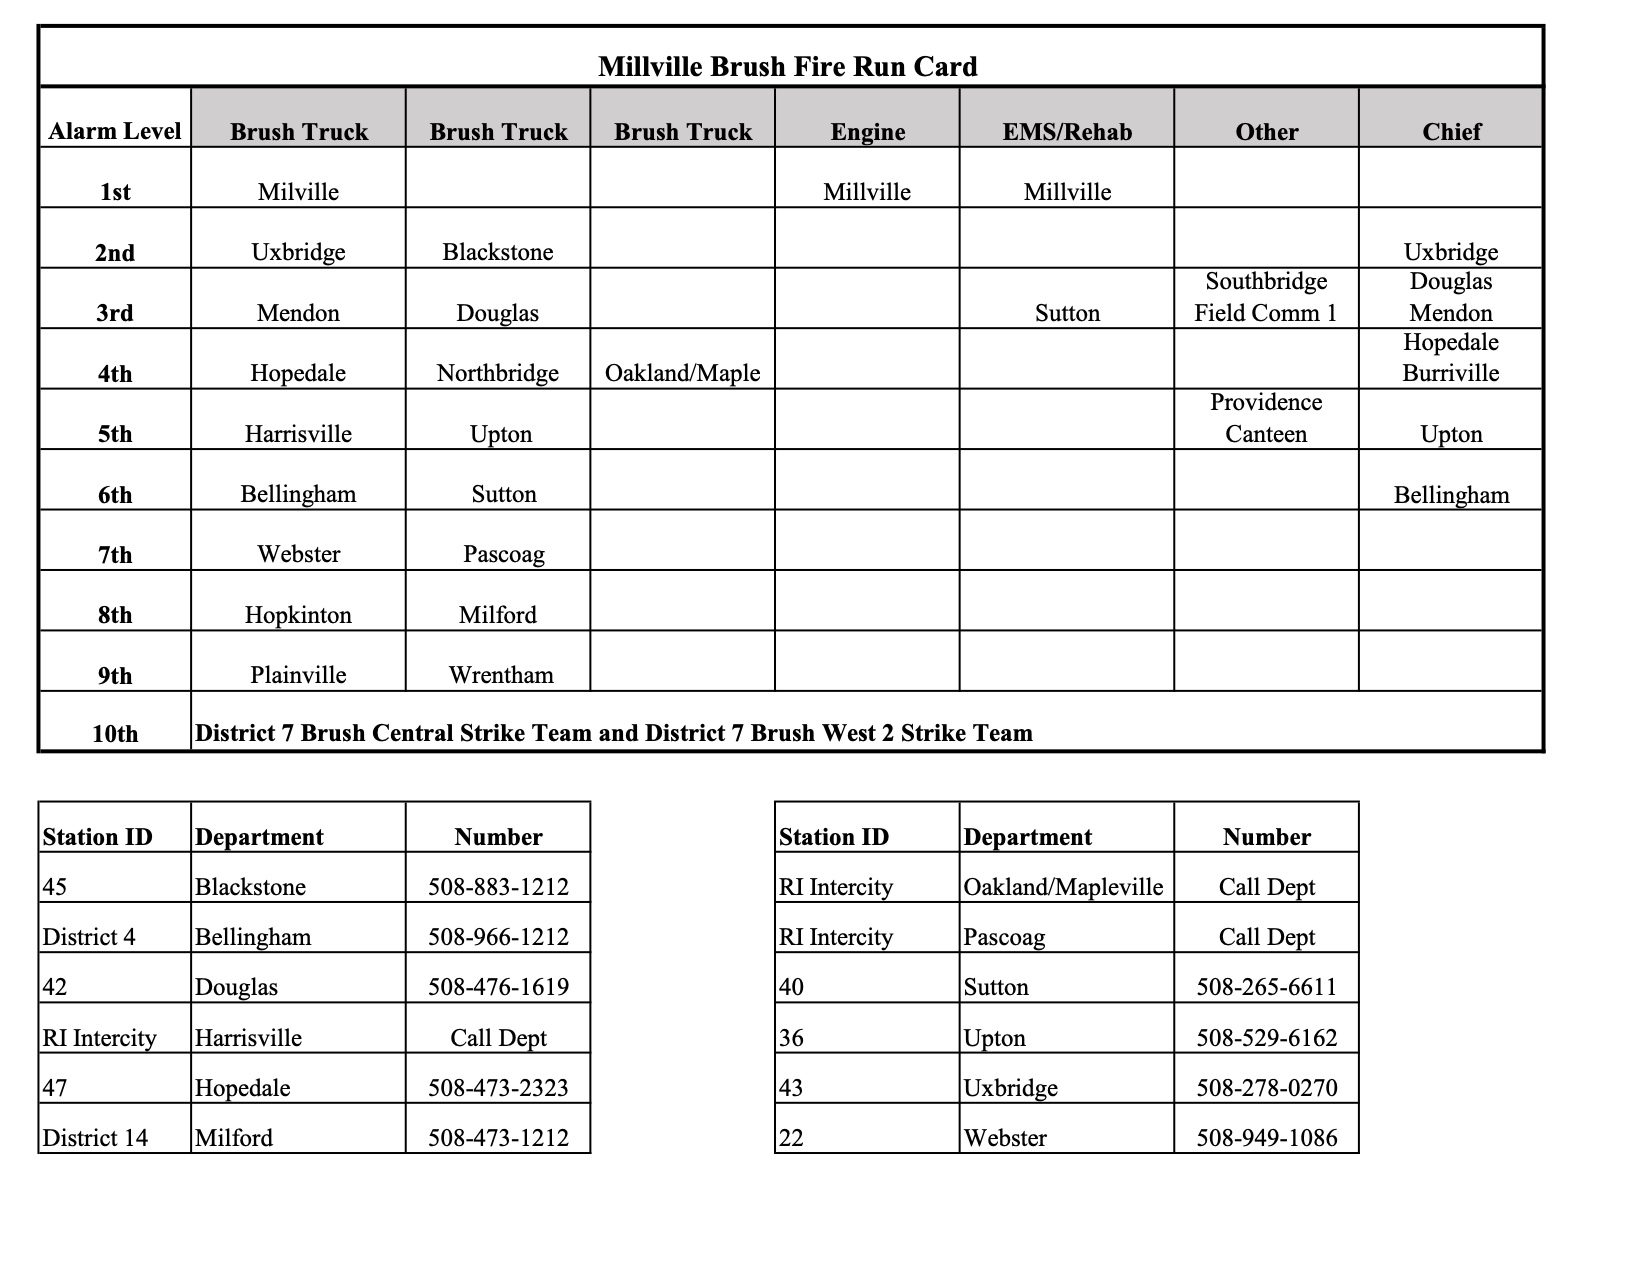 Millville Brush Fire Run Card
Alarm Level Brush Truck Brush Truck Brush Truck Engine EMS/Rehab Other Chief
1st Milville Millville Millville
2nd Uxbridge Blackstone Uxbridge
Southbridge Douglas
3rd Mendon Douglas Sutton Field Comm 1 Mendon
Hopedale
4th Hopedale Northbridge Oakland/Maple Burriville
Providence
5th Harrisville Upton Canteen Upton
6th Bellingham Sutton Bellingham
7th Webster Pascoag
8th Hopkinton Milford
9th Plainville Wrentham
10th District 7 Brush Central Strike Team and District 7 Brush West 2 Strike Team
Station ID Department Number
45 Blackstone 508-883-1212
District 4 Bellingham 508-966-1212
42 Douglas 508-476-1619
RI Intercity Harrisville Call Dept
47 Hopedale 508-473-2323
District 14 Milford 508-473-1212
Station ID Department Number
RI Intercity Oakland/Mapleville Call Dept
RI Intercity Pascoag Call Dept
40 Sutton 508-265-6611
36 Upton 508-529-6162
43 Uxbridge 508-278-0270
22 Webster 508-949-1086